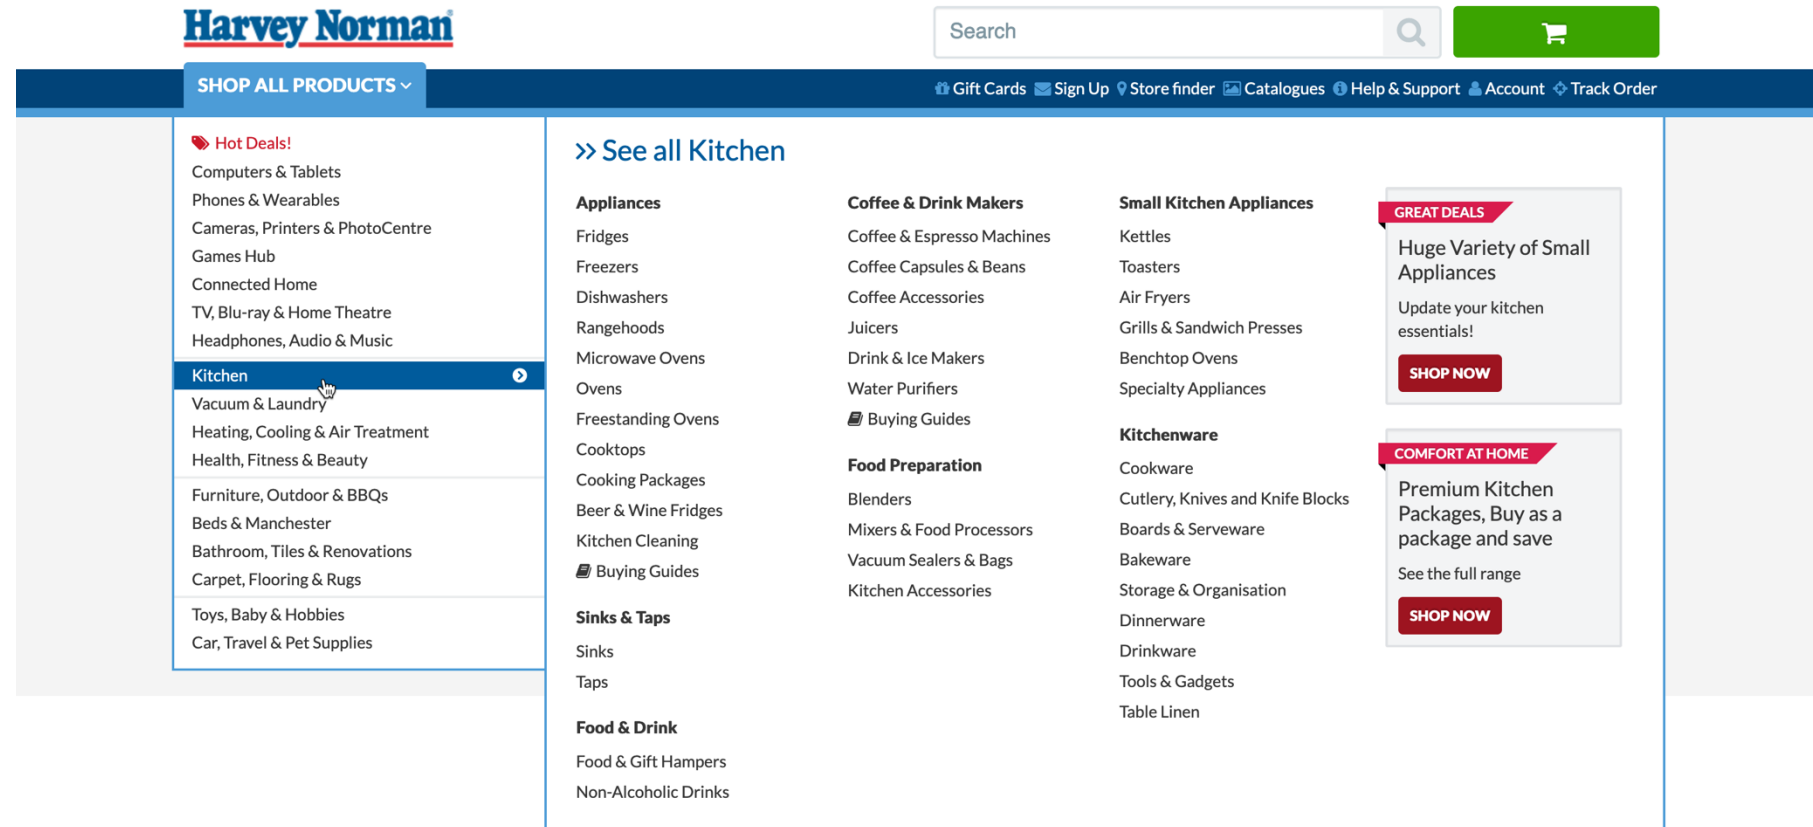 Harvey Norman
Search
SHOP ALL PRODUCTS
Gift Cards Sign Up Store finder Catalogues Help & Support Account Track Order
Hot Deals!
Computers & Tablets
Phones & Wearables
Cameras, Printers & PhotoCentre
Games Hub
Connected Home
TV, Blu-ray & Home Theatre
Headphones, Audio & Music
Kitchen
Vacuum & Laundry
Heating, Cooling & Air Treatment
Health, Fitness & Beauty
Furniture, Outdoor & BBQs
Beds & Manchester
Bathroom, Tiles & Renovations
Carpet, Flooring & Rugs
Toys, Baby & Hobbies
Car, Travel & Pet Supplies
>> See all Kitchen
Appliances
Fridges
Freezers
Dishwashers
Rangehoods
Microwave Ovens
Ovens
Freestanding Ovens
Cooktops
Cooking Packages
Beer & Wine Fridges
Kitchen Cleaning
Buying Guides
Sinks & Taps
Sinks
Taps
Food & Drink
Food & Gift Hampers
Non-Alcoholic Drinks
Coffee & Drink Makers
Coffee & Espresso Machines
Coffee Capsules & Beans
Coffee Accessories
Juicers
Drink & Ice Makers
Water Purifiers
Buying Guides
Food Preparation
Blenders
Mixers & Food Processors
Vacuum Sealers & Bags
Kitchen Accessories
Small Kitchen Appliances
Kettles
Toasters
Air Fryers
Grills & Sandwich Presses
Benchtop Ovens
Specialty Appliances
Kitchenware
Cookware
Cutlery, Knives and Knife Blocks
Boards & Serveware
Bakeware
Storage & Organisation
Dinnerware
Drinkware
Tools & Gadgets
Table Linen
GREAT DEALS
Huge Variety of Small
Appliances
Update your kitchen
essentials!
SHOP NOW
COMFORT AT HOME
Premium Kitchen
Packages, Buy as a
package and save
See the full range
SHOP NOW